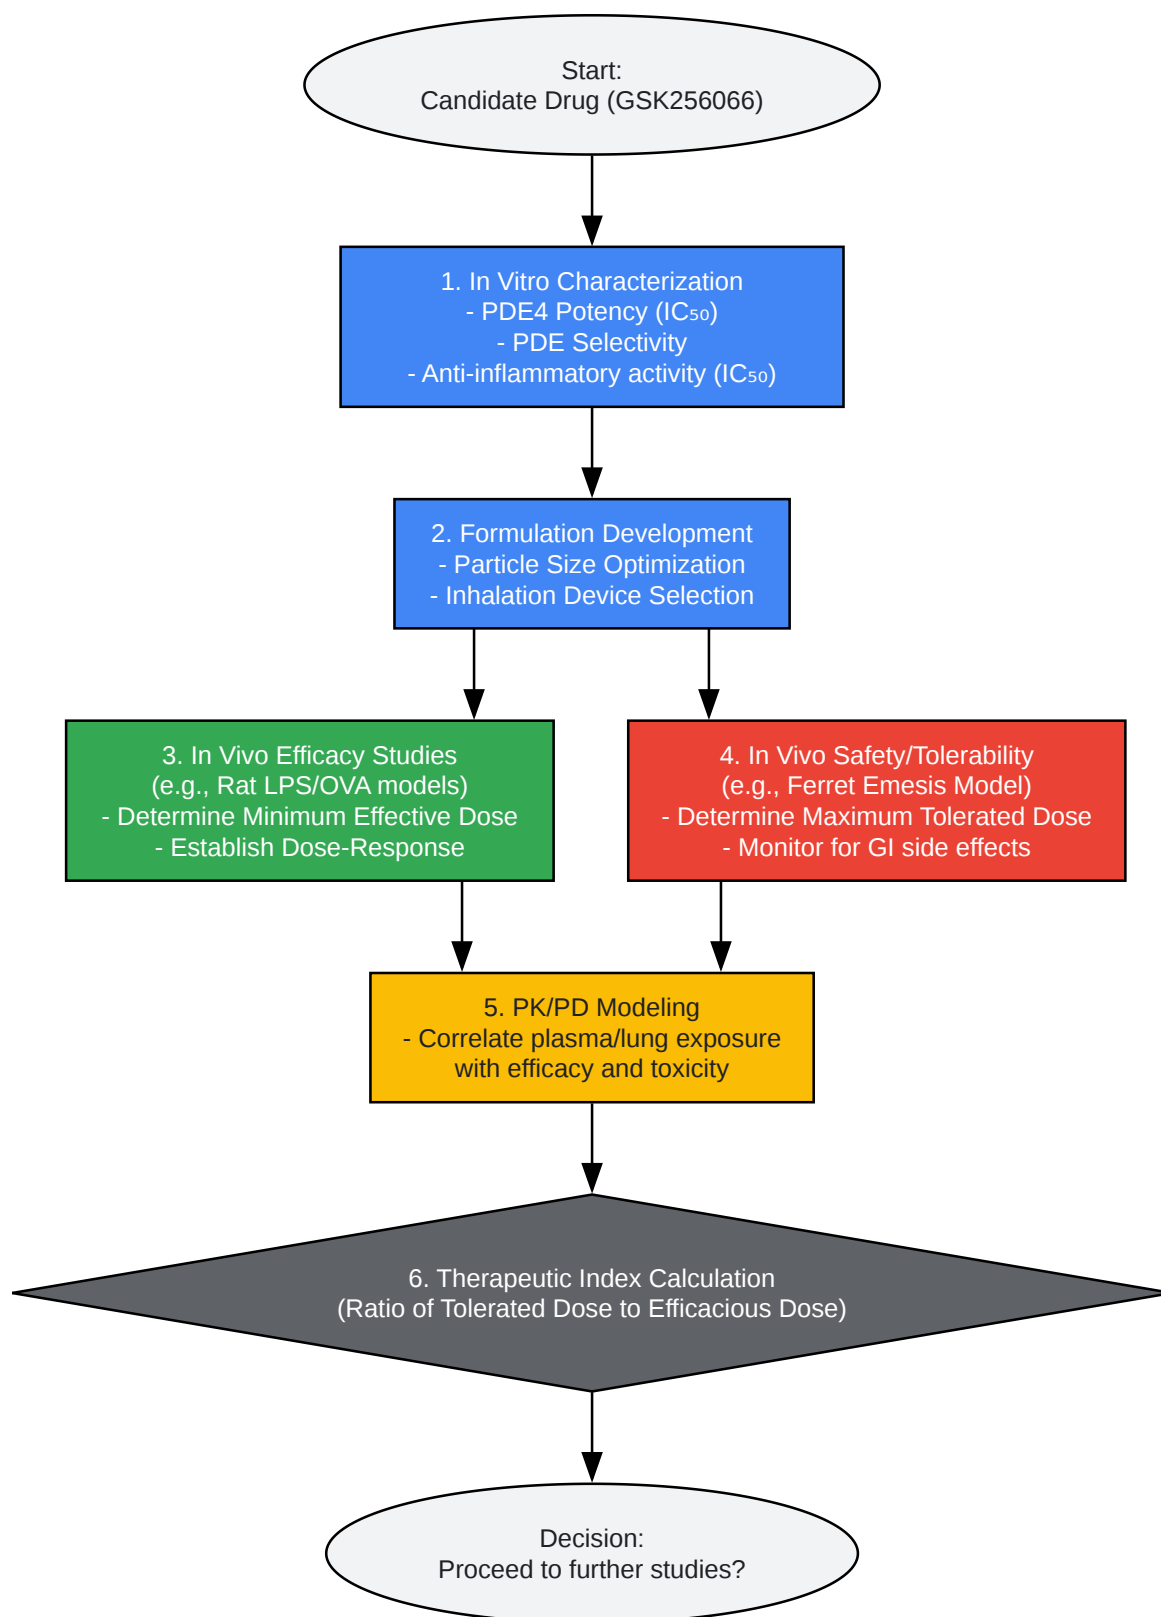 Start:
Candidate Drug (GSK256066)
1. In Vitro Characterization
- PDE4 Potency (IC₅₀)
- PDE Selectivity
- Anti-inflammatory activity (IC₅₀)
2. Formulation Development
- Particle Size Optimization
- Inhalation Device Selection
3. In Vivo Efficacy Studies
(e.g., Rat LPS/OVA models)
- Determine Minimum Effective Dose
- Establish Dose-Response
4. In Vivo Safety/Tolerability
(e.g., Ferret Emesis Model)
- Determine Maximum Tolerated Dose
- Monitor for GI side effects
5. PK/PD Modeling
- Correlate plasma/lung exposure
with efficacy and toxicity
6. Therapeutic Index Calculation
(Ratio of Tolerated Dose to Efficacious Dose)
Decision:
Proceed to further studies?